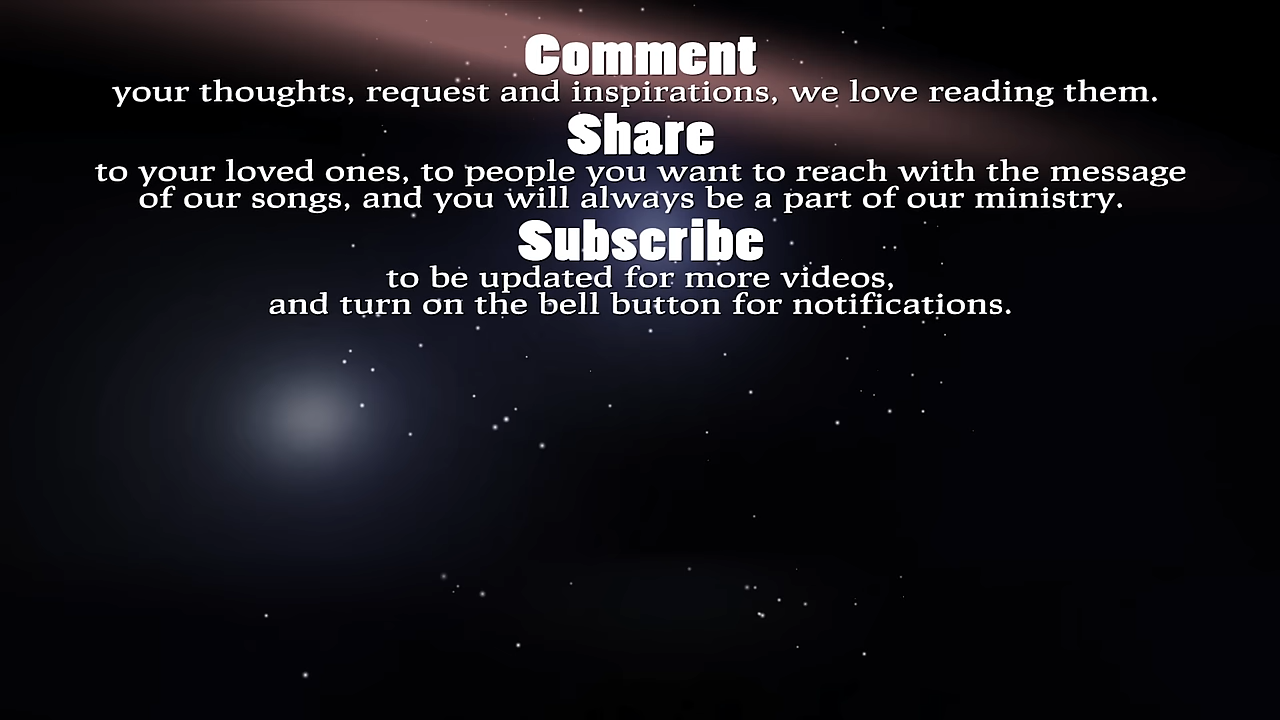 Comment
your thoughts, request and inspirations, we love reading them.
Share
to your loved ones, to people you want to reach with the message
of our songs, and you will always be a part of our ministry.
Subscribe
to be updated for more videos,
and turn on the bell button for notifications.